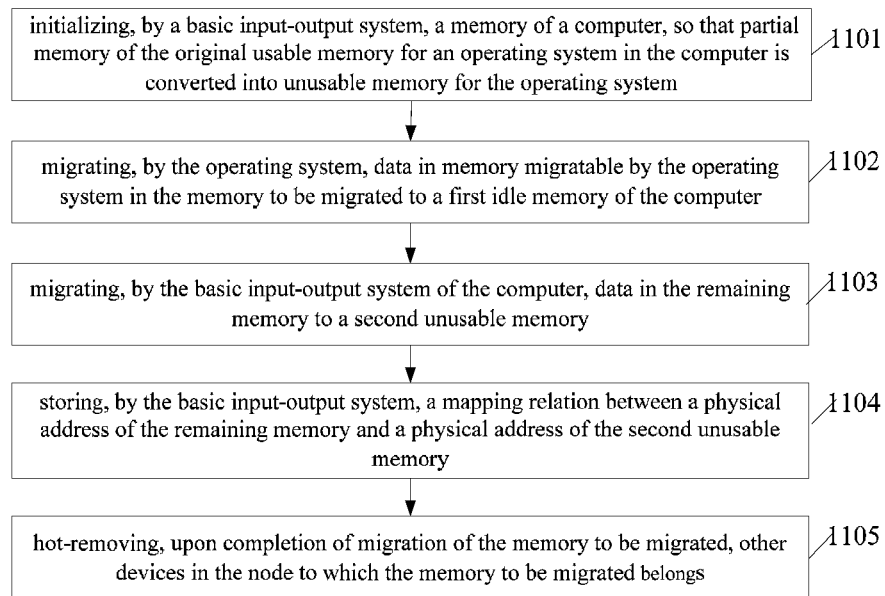 initializing, by a basic input-output system, a memory of a computer, so that partial
memory of the original usable memory for an operating system in the computer is
converted into unusable memory for the operating system
1101
migrating, by the operating system, data in memory migratable by the operating
system in the memory to be migrated to a first idle memory of the computer
1102
migrating, by the basic input-output system of the computer, data in the remaining
memory to a second unusable memory
1103
storing, by the basic input-output system, a mapping relation between a physical
address of the remaining memory and a physical address of the second unusable
memory
1104
hot-removing, upon completion of migration of the memory to be migrated, other
devices in the node to which the memory to be migrated belongs
1105